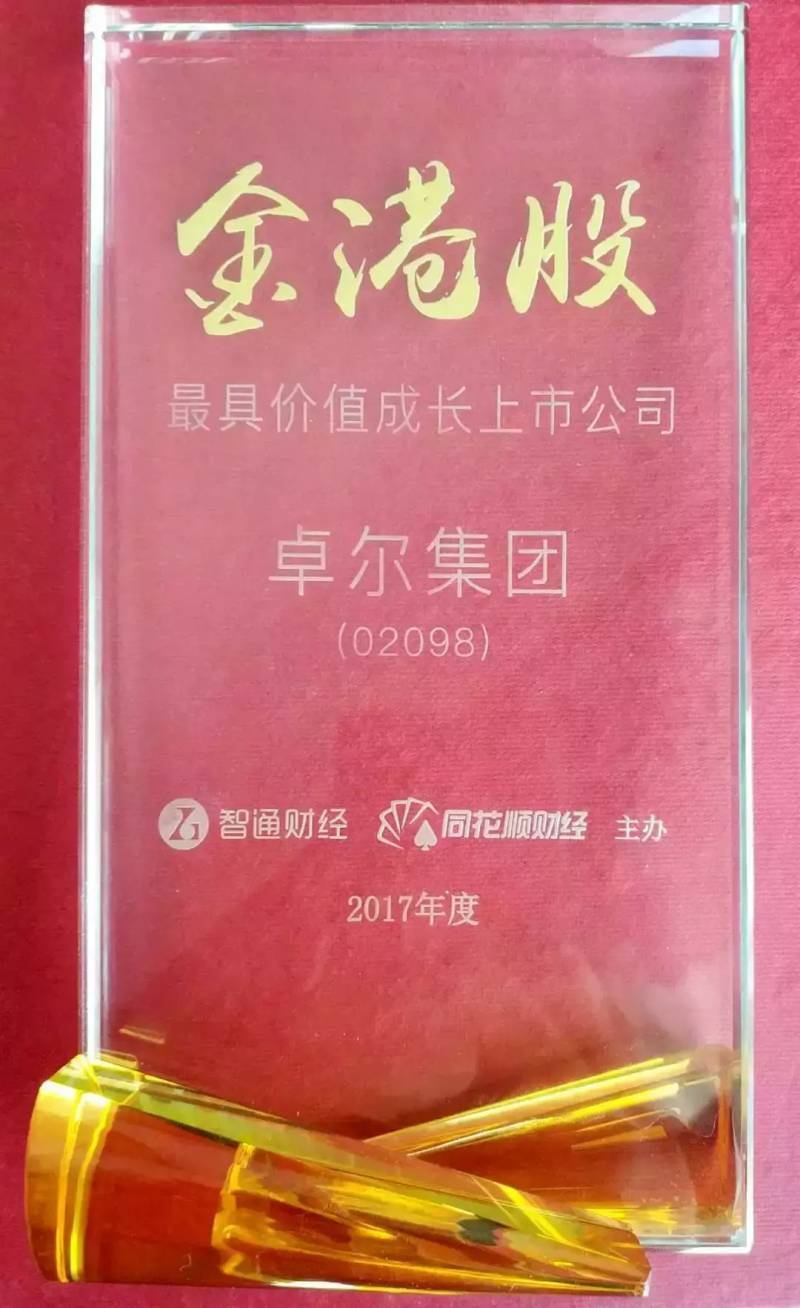 金港股
最具价值成长上市公司
卓尔集团
(02098)
智通财经 同花顺财经 主办
2017年度